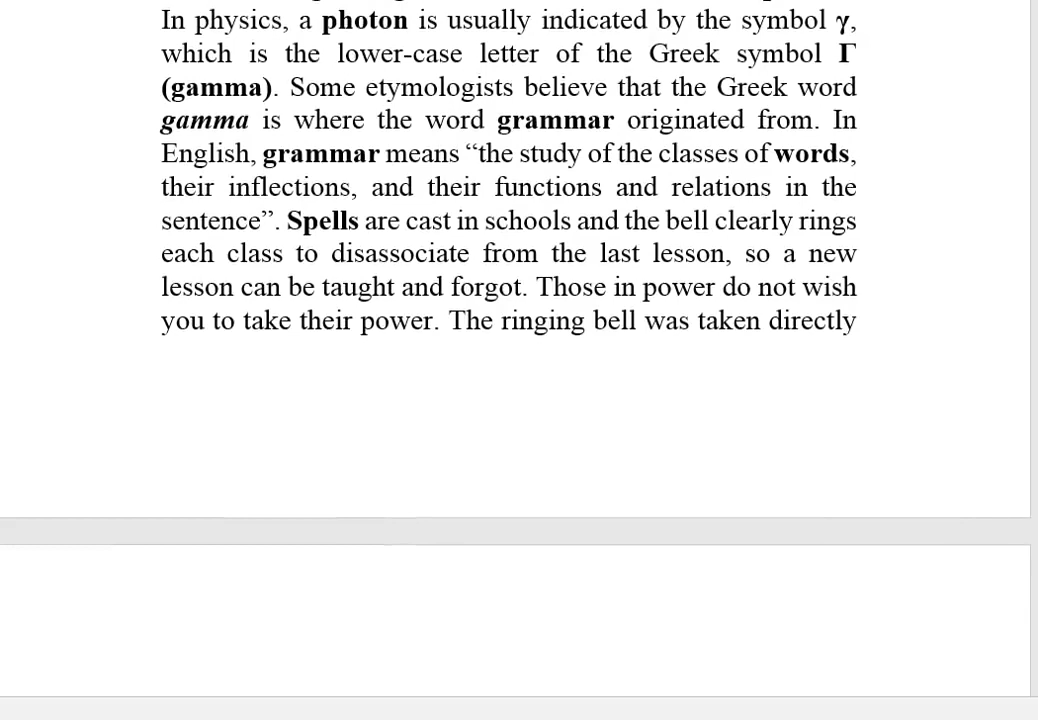 In physics, a photon is usually indicated by the symbol γ,
which is the lower-case letter of the Greek symbol Γ
(gamma). Some etymologists believe that the Greek word
gamma is where the word grammar originated from. In
English, grammar means “the study of the classes of words,
their inflections, and their functions and relations in the
sentence”. Spells are cast in schools and the bell clearly rings
each class to disassociate from the last lesson, so a new
lesson can be taught and forgot. Those in power do not wish
you to take their power. The ringing bell was taken directly